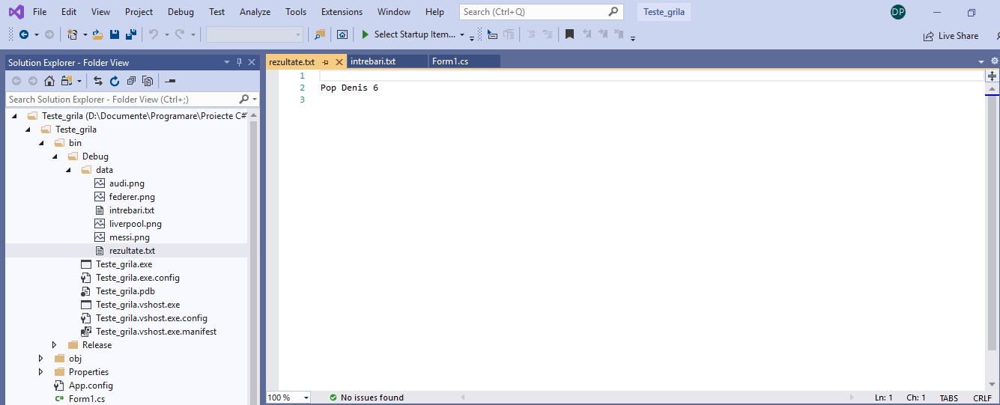 File Edit View Project Debug Test Analyze Tools Extensions Window Help Search (Ctrl+Q) Teste_grila DP
Select Startup Item... Live Share
Solution Explorer - Folder View
rezultate.txt intrebari.txt Form1.cs
Search Solution Explorer - Folder View (Ctrl+;)
Teste_grila (D:\Documente\Programare\Proiecte C#
Teste_grila
bin
Debug
data
audi.png
federer.png
intrebari.txt
liverpool.png
messi.png
rezultate.txt
Teste_grila.exe
Teste_grila.exe.config
Teste_grila.pdb
Teste_grila.vshost.exe
Teste_grila.vshost.exe.config
Teste_grila.vshost.exe.manifest
Release
obj
Properties
App.config
C# Form1.cs
1
2 Pop Denis 6
3
100 % No issues found Ln: 1 Ch: 1 TABS CRLF